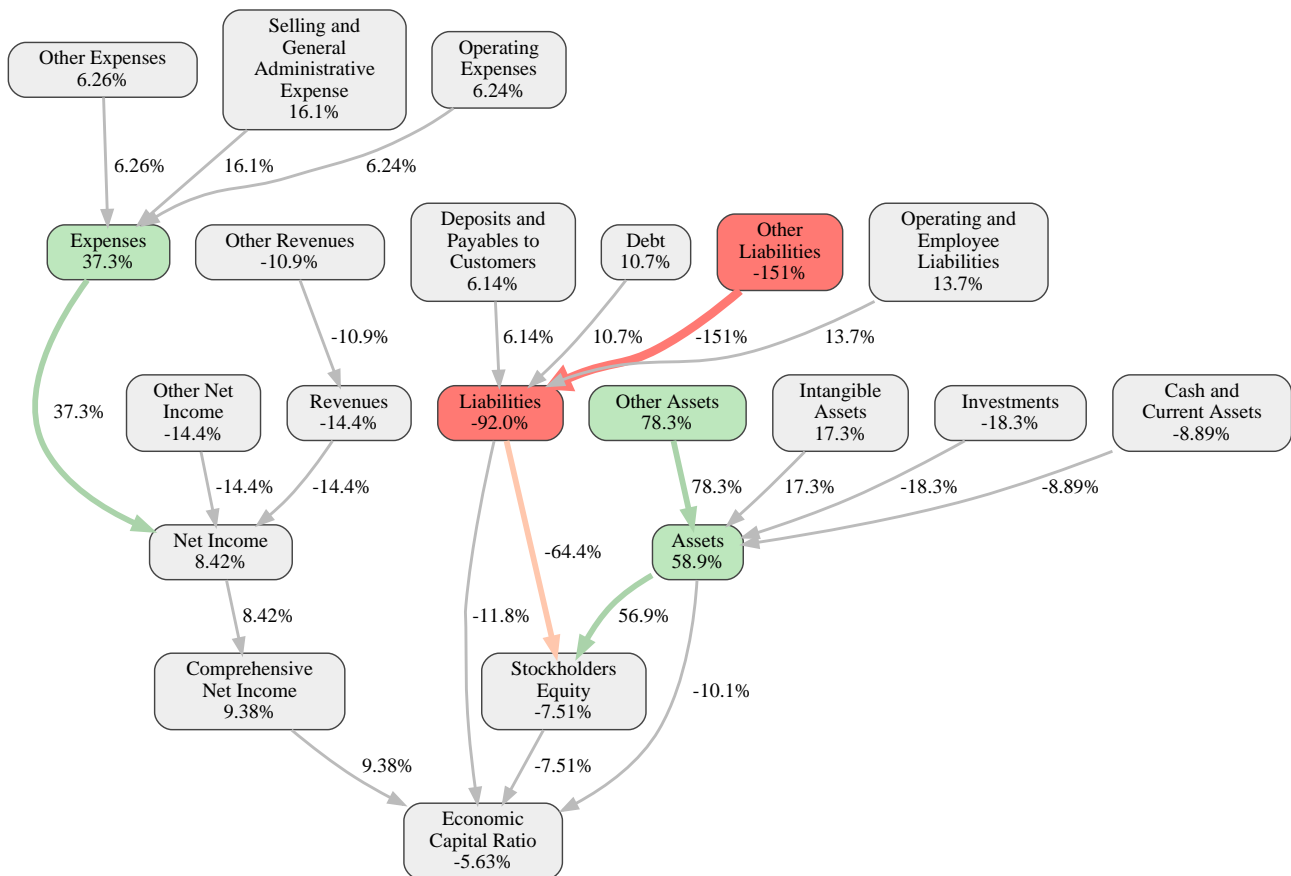 Other Expenses
6.26%
Selling and
General
Administrative
Expense
16.1%
Operating
Expenses
6.24%
6.26%
16.1%
6.24%
Expenses
37.3%
Other Revenues
-10.9%
Deposits and
Payables to
Customers
6.14%
Debt
10.7%
Other
Liabilities
-151%
Operating and
Employee
Liabilities
13.7%
-10.9%
6.14%
10.7%
-151%
13.7%
37.3%
Other Net
Income
-14.4%
Revenues
-14.4%
Liabilities
-92.0%
Other Assets
78.3%
Intangible
Assets
17.3%
Investments
-18.3%
Cash and
Current Assets
-8.89%
-14.4%
-14.4%
78.3%
17.3%
-18.3%
-8.89%
Net Income
8.42%
-64.4%
Assets
58.9%
8.42%
-11.8%
56.9%
Comprehensive
Net Income
9.38%
Stockholders
Equity
-7.51%
-10.1%
9.38%
-7.51%
Economic
Capital Ratio
-5.63%